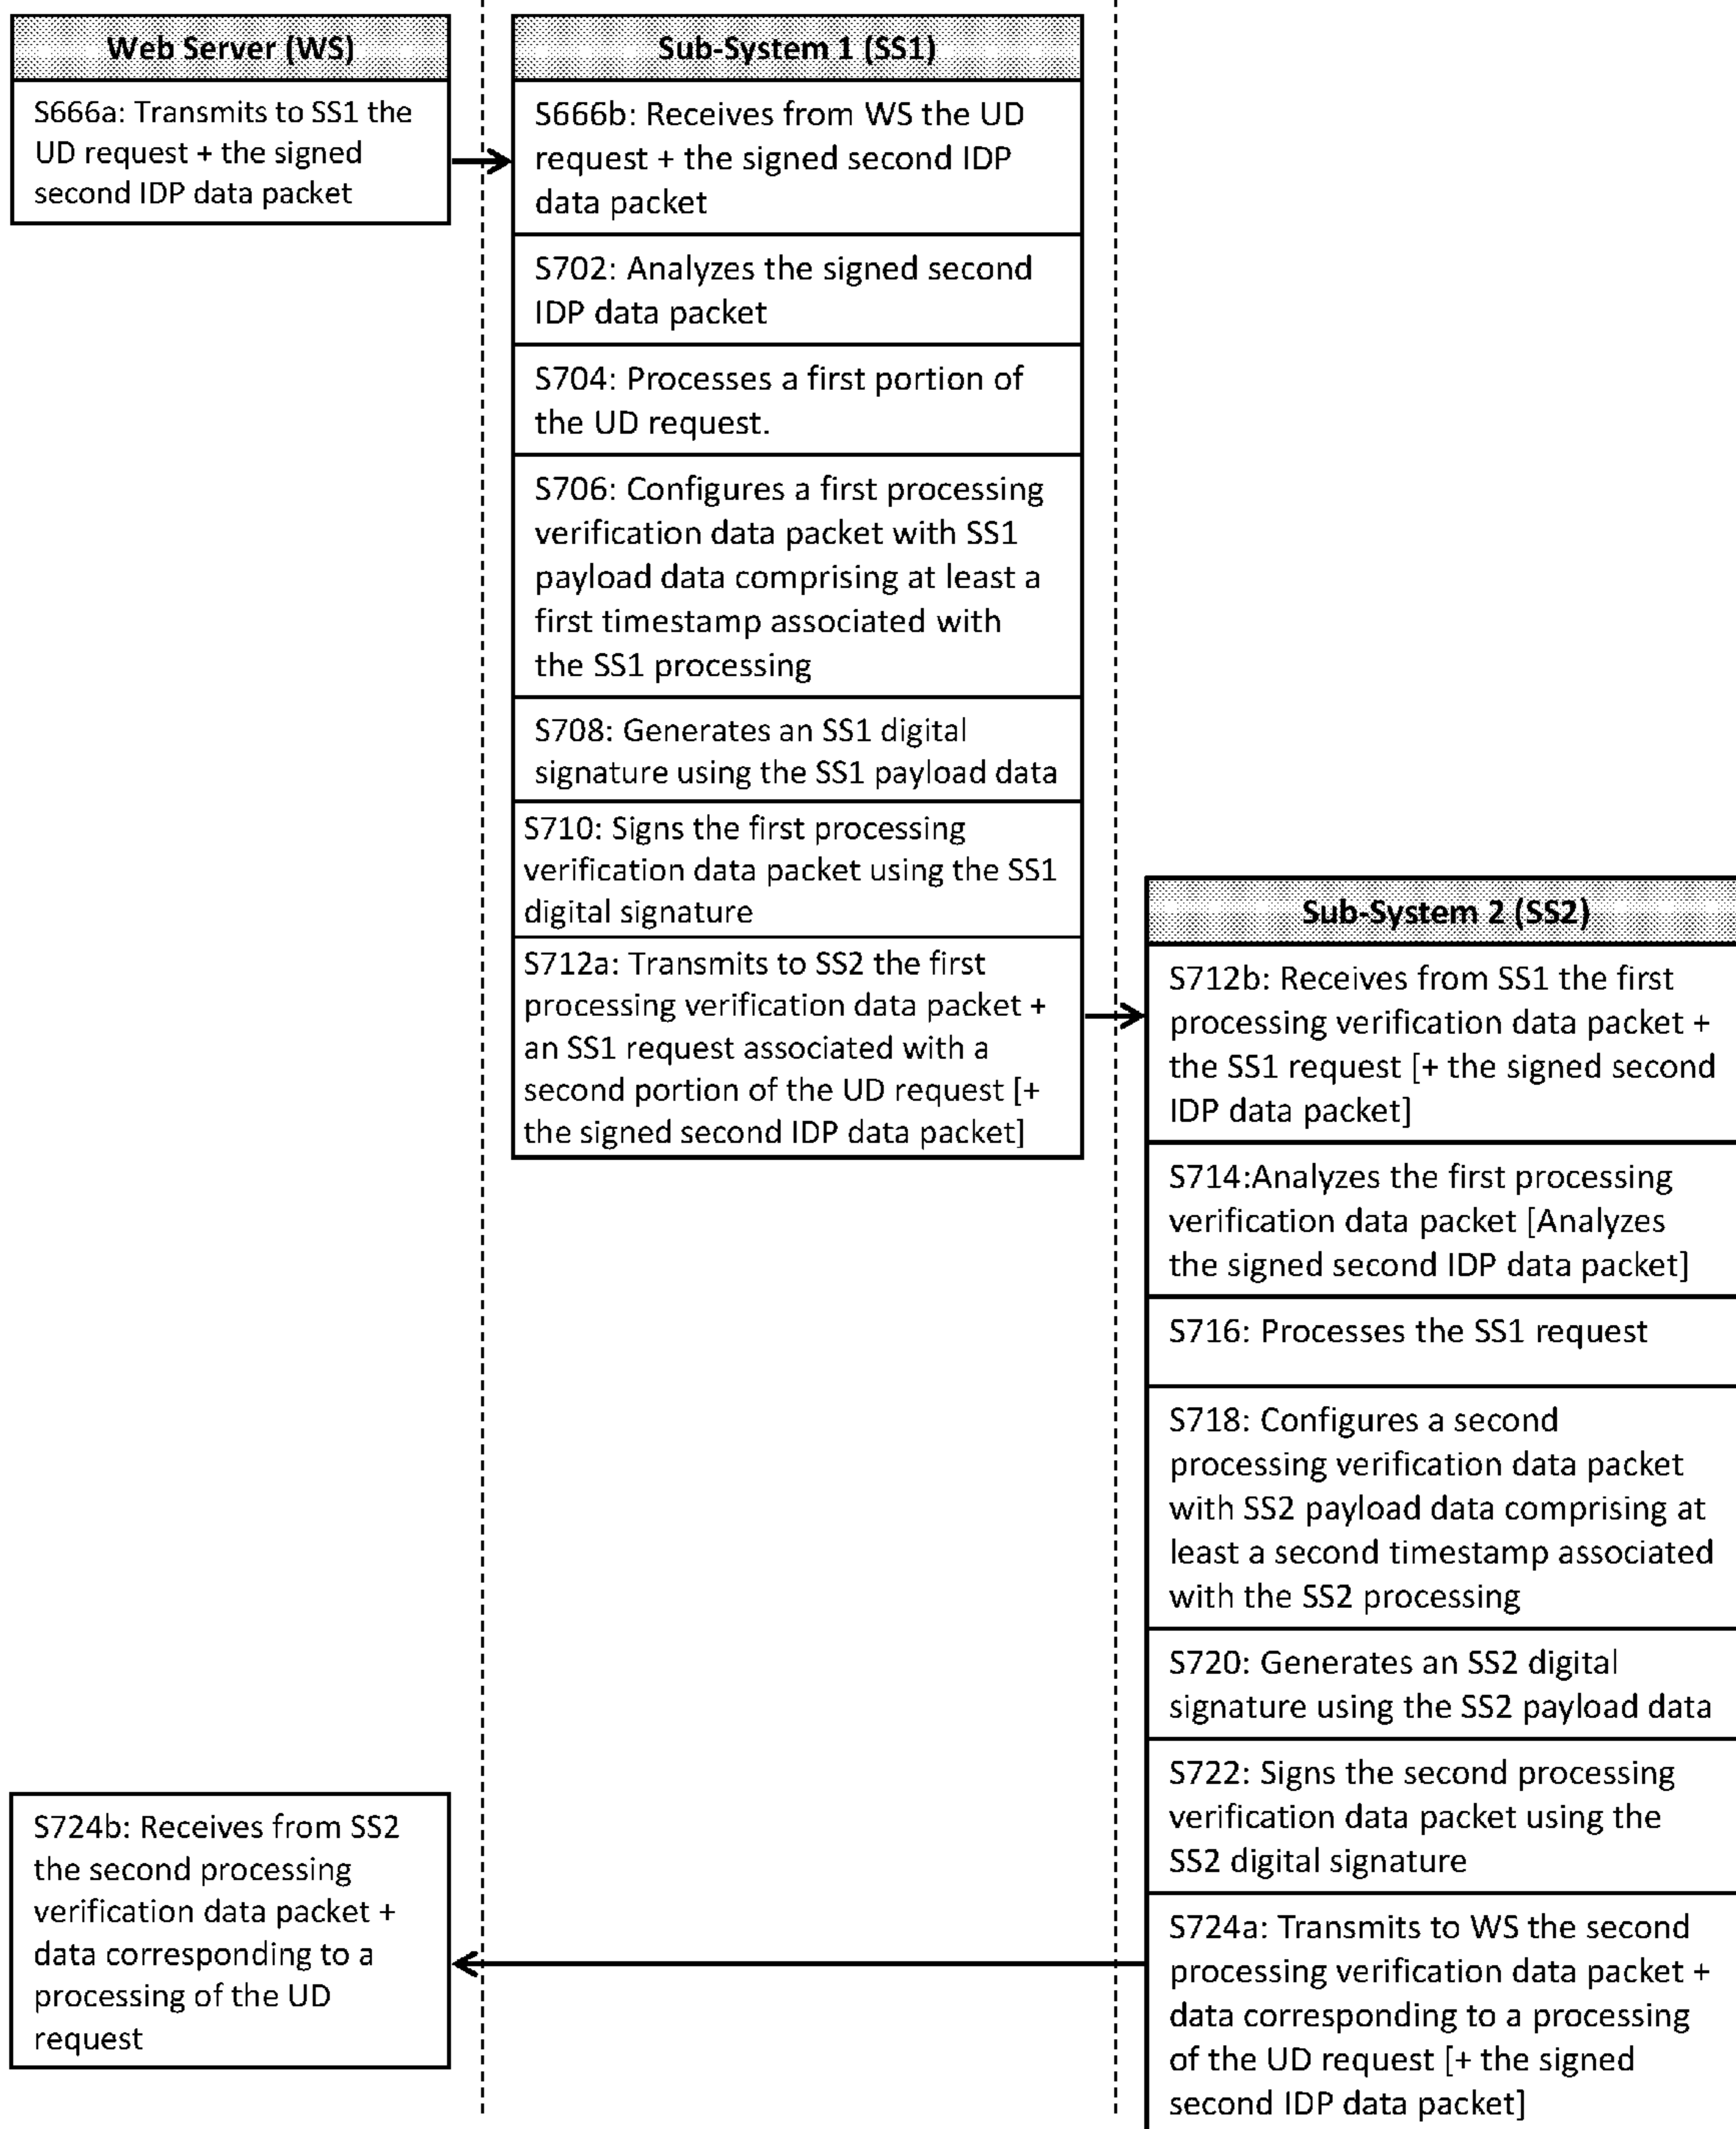 Web Server (WS)
S666a: Transmits to SS1 the
UD request + the signed
second IDP data packet
Sub-System 1 (SS1)
S666b: Receives from WS the UD
request + the signed second IDP
data packet
S702: Analyzes the signed second
IDP data packet
S704: Processes a first portion of
the UD request.
S706: Configures a first processing
verification data packet with SS1
payload data comprising at least a
first timestamp associated with
the SS1 processing
S708: Generates an SS1 digital
signature using the SS1 payload data
S710: Signs the first processing
verification data packet using the SS1
digital signature
S712a: Transmits to SS2 the first
processing verification data packet +
an SS1 request associated with a
second portion of the UD request [+
the signed second IDP data packet]
Sub-System 2 (SS2)
S712b: Receives from SS1 the first
processing verification data packet +
the SS1 request [+ the signed second
IDP data packet]
S714:Analyzes the first processing
verification data packet [Analyzes
the signed second IDP data packet]
S716: Processes the SS1 request
S718: Configures a second
processing verification data packet
with SS2 payload data comprising at
least a second timestamp associated
with the SS2 processing
S720: Generates an SS2 digital
signature using the SS2 payload data
S722: Signs the second processing
verification data packet using the
SS2 digital signature
S724a: Transmits to WS the second
processing verification data packet +
data corresponding to a processing
of the UD request [+ the signed
second IDP data packet]
S724b: Receives from SS2
the second processing
verification data packet +
data corresponding to a
processing of the UD
request